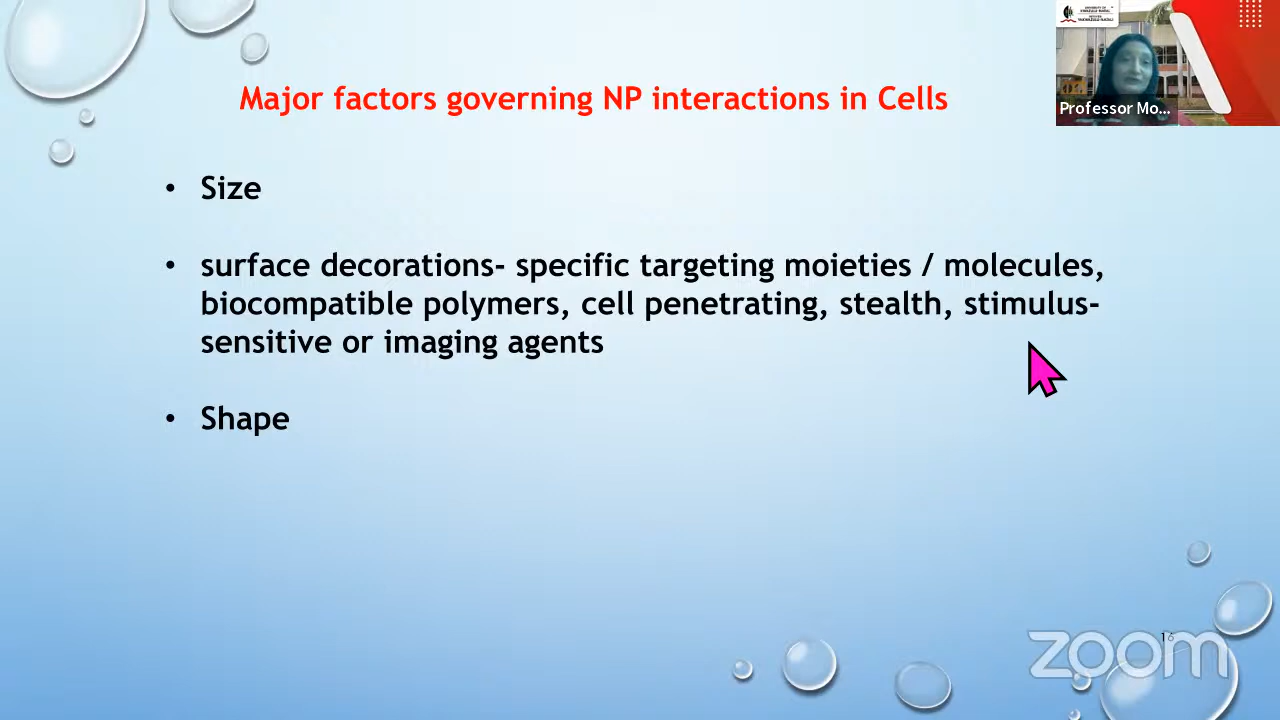 Major factors governing NP interactions in Cells
Professor Mo...
• Size
• surface decorations- specific targeting moieties / molecules,
biocompatible polymers, cell penetrating, stealth, stimulus-
sensitive or imaging agents
• Shape
16
zoom